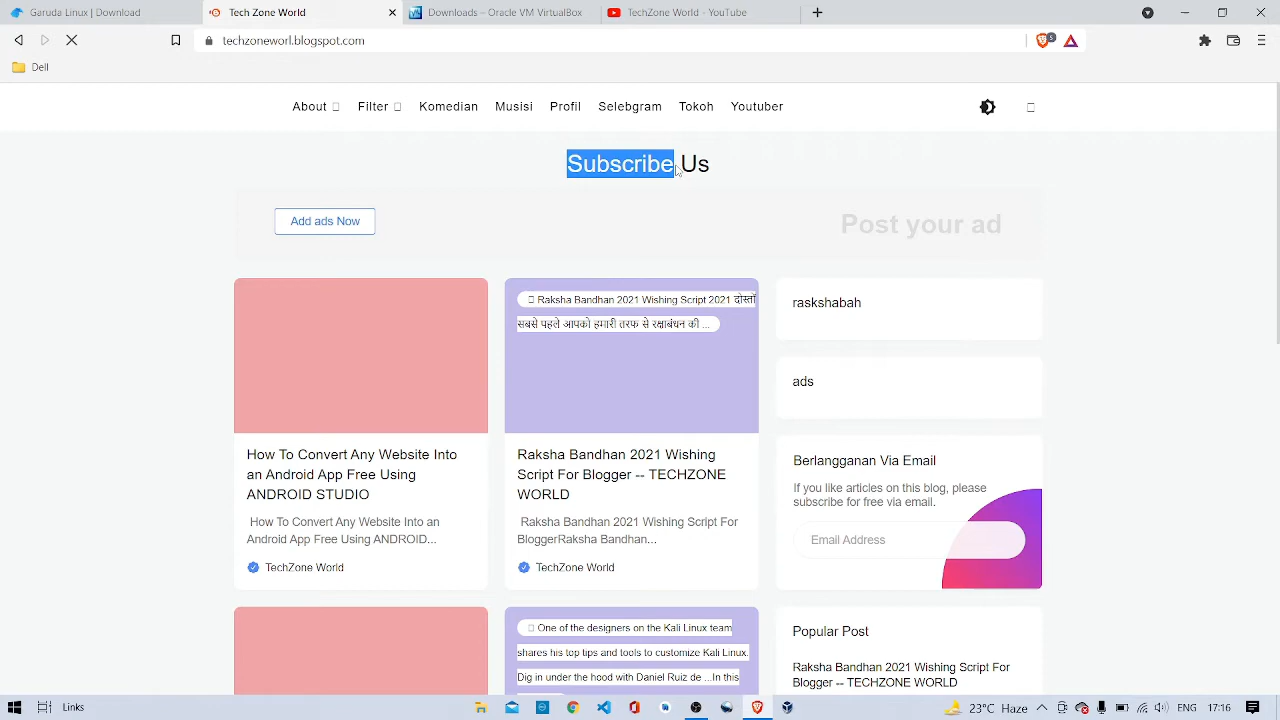 Garuda Linux | Download
Tech Zone World
Downloads – Oracle VM VirtualBox
TechZone World - YouTube
techzoneworl.blogspot.com
5
Dell
About
Filter
Komedian
Musisi
Profil
Selebgram
Tokoh
Youtuber
Subscribe Us
Add ads Now
Post your ad
Raksha Bandhan 2021 Wishing Script 2021 दोस्तों
सबसे पहले आपको हमारी तरफ से रक्षाबंधन की ...
raskshabah
ads
How To Convert Any Website Into
an Android App Free Using
ANDROID STUDIO
How To Convert Any Website Into an
Android App Free Using ANDROID...
TechZone World
Raksha Bandhan 2021 Wishing
Script For Blogger -- TECHZONE
WORLD
Raksha Bandhan 2021 Wishing Script For
BloggerRaksha Bandhan...
TechZone World
Berlangganan Via Email
If you like articles on this blog, please
subscribe for free via email.
Email Address
One of the designers on the Kali Linux team
shares his top tips and tools to customize Kali Linux.
Dig in under the hood with Daniel Ruiz de ...In this
Popular Post
Raksha Bandhan 2021 Wishing Script For
Blogger -- TECHZONE WORLD
Links
23°C Haze
ENG
17:16